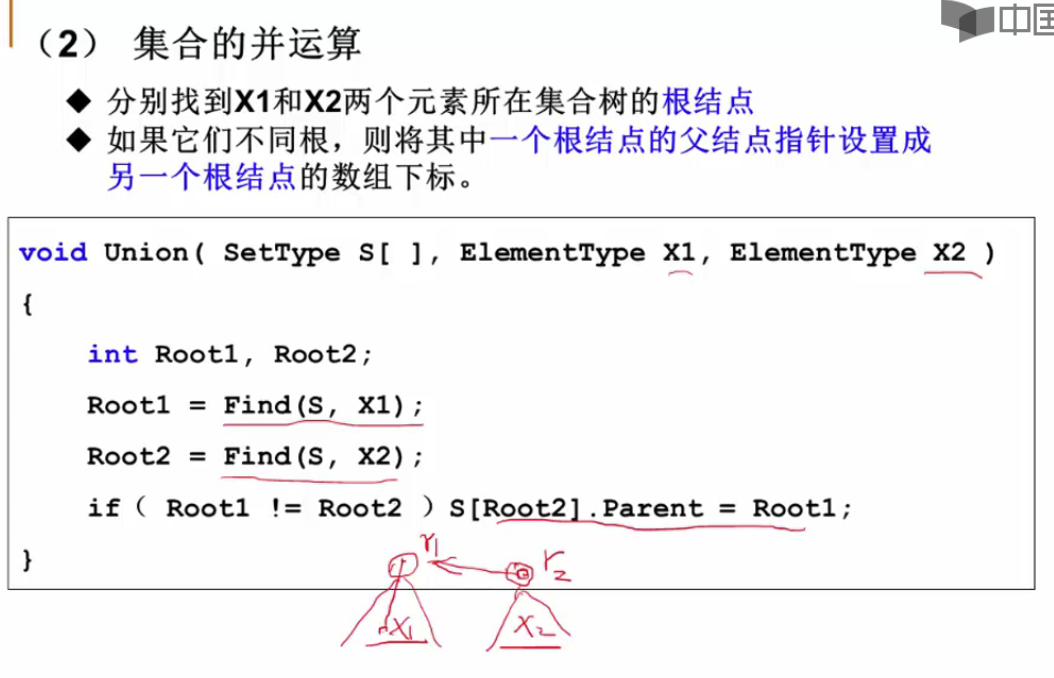 中国
（2） 集合的并运算
◆ 分别找到X1和X2两个元素所在集合树的根结点
◆ 如果它们不同根，则将其中一个根结点的父结点指针设置成
另一个根结点的数组下标。
void Union( SetType S[ ], ElementType X1, ElementType X2 )
{
int Root1, Root2;
Root1 = Find(S, X1);
Root2 = Find(S, X2);
if（ Root1 != Root2 ）S[Root2].Parent = Root1;
}
r1 r2
X1 X2